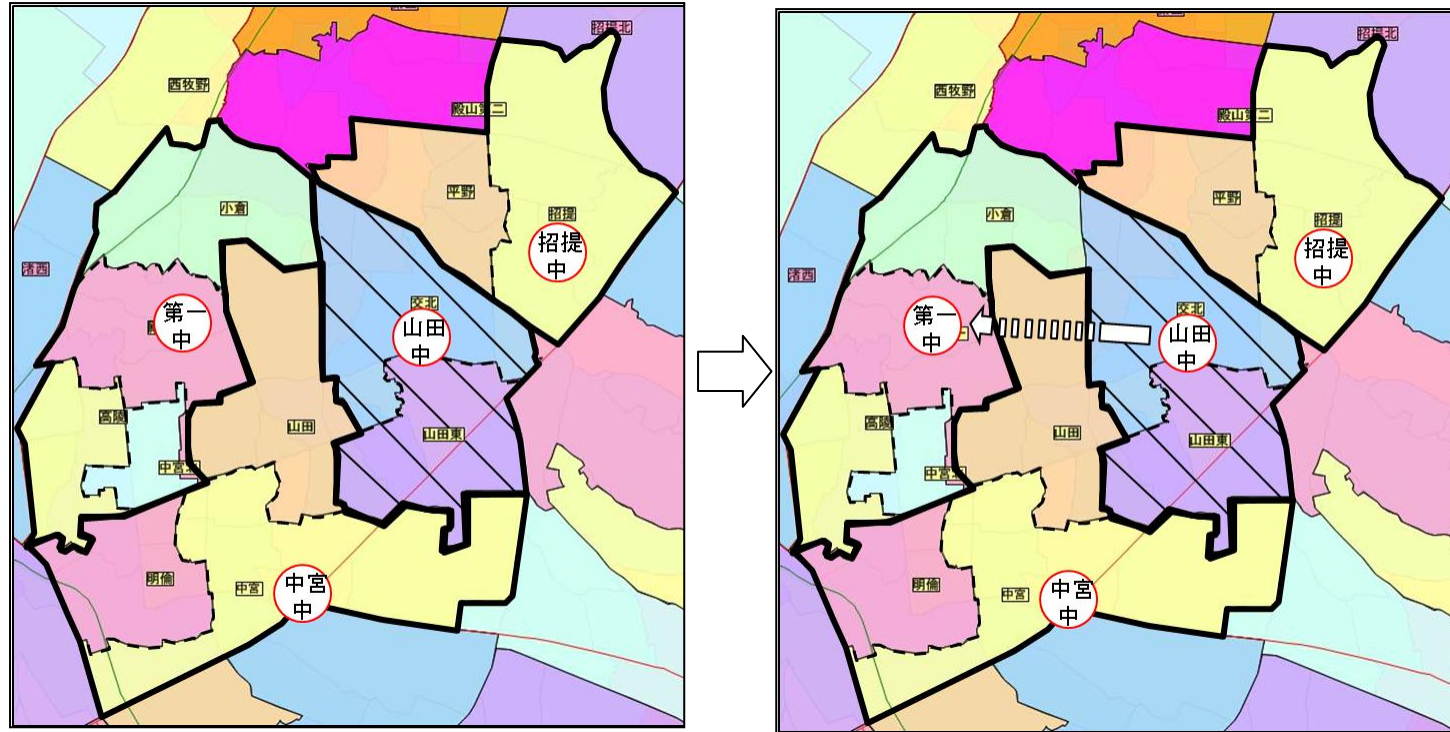 招提北
西牧野
殿山第二
平野
小倉
招提
招提
中
渚西
第一
中
交北
山田
中
高陵
山田
山田東
中宮北
明倫
中宮
中宮
中
招提北
西牧野
殿山第二
平野
小倉
招提
招提
中
渚西
第一
中
交北
山田
中
高陵
山田
山田東
中宮北
明倫
中宮
中宮
中